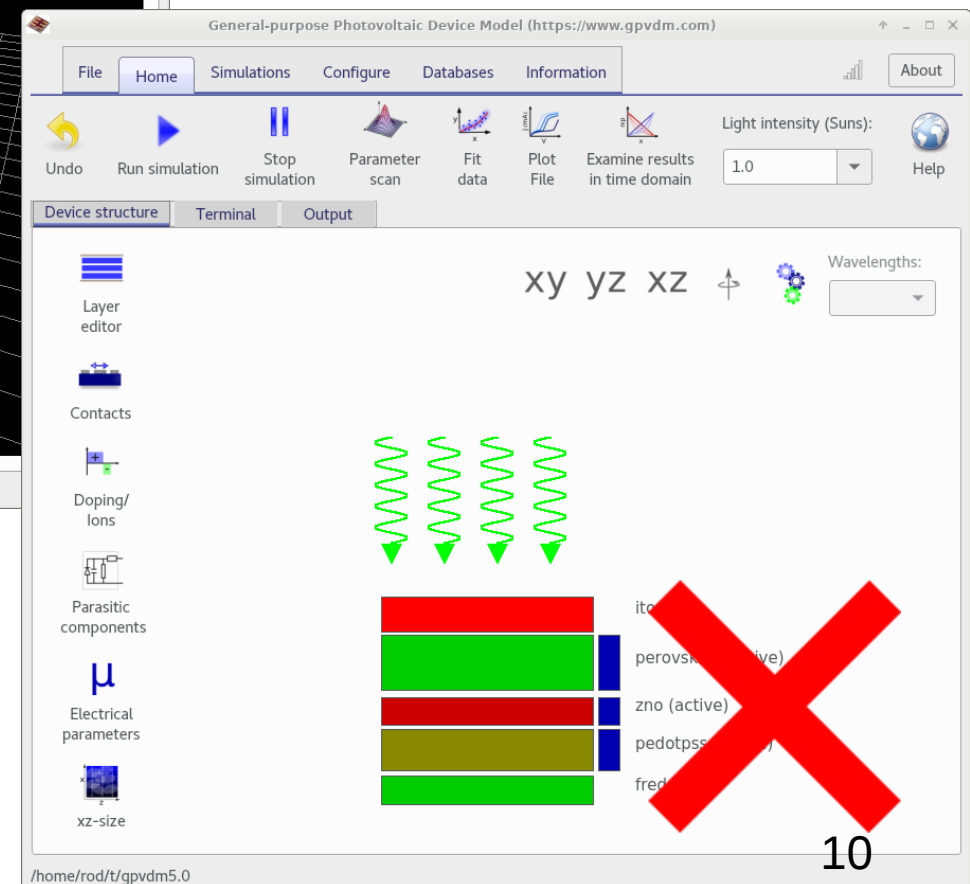 General-purpose Photovoltaic Device Model (https://www.gpvdm.com)
File Home Simulations Configure Databases Information About
Undo
Run simulation
Stop
simulation
Parameter
scan
Fit
data
Plot
File
Examine results
in time domain
Light intensity (Suns):
1.0
Help
Device structure Terminal Output
Layer
editor
Contacts
Doping/
Ions
Parasitic
components
μ
Electrical
parameters
xz-size
xy yz xz
Wavelengths:
zno (active)
pedotpss
10
/home/rod/t/gpvdm5.0